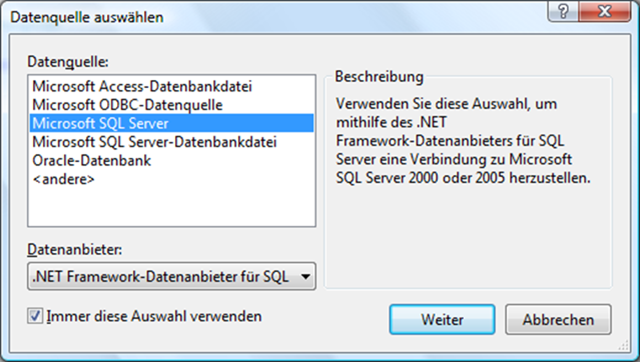 Datenquelle auswählen
Datenquelle:
Microsoft Access-Datenbankdatei
Microsoft ODBC-Datenquelle
Microsoft SQL Server
Microsoft SQL Server-Datenbankdatei
Oracle-Datenbank
<andere>
Datenanbieter:
.NET Framework-Datenanbieter für SQL
Immer diese Auswahl verwenden
Beschreibung
Verwenden Sie diese Auswahl, um
mithilfe des .NET
Framework-Datenanbieters für SQL
Server eine Verbindung zu Microsoft
SQL Server 2000 oder 2005 herzustellen.
Weiter
Abbrechen